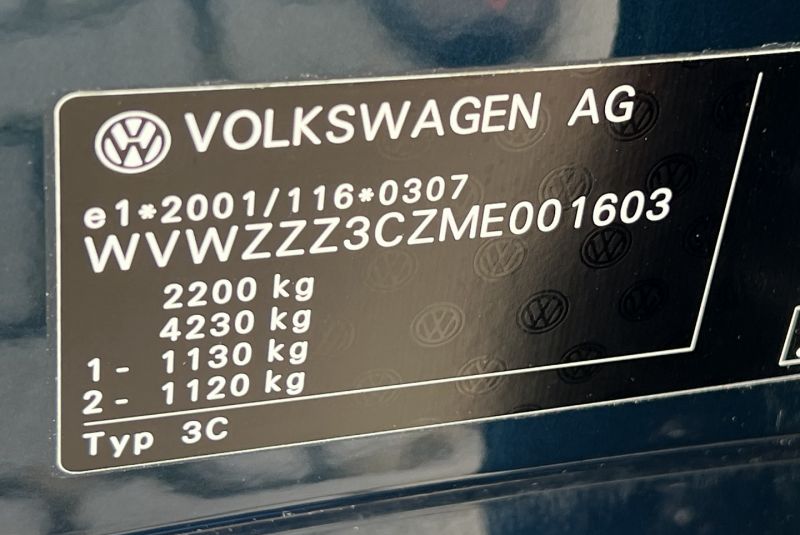 VOLKSWAGEN AG
e1*2001/116*0307
WVWZZZ3CZME001603
2200 kg
4230 kg
1- 1130 kg
2- 1120 kg
Typ 3C